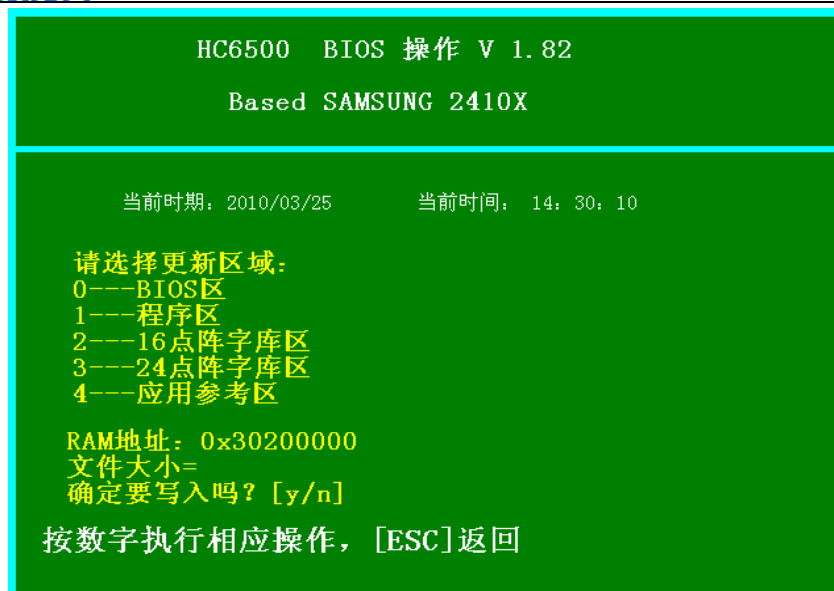 HC6500 BIOS 操作 V 1.82
Based SAMSUNG 2410X
当前时期：2010/03/25 当前时间： 14：30：10
请选择更新区域：
0---BIOS区
1---程序区
2---16点阵字库区
3---24点阵字库区
4---应用参考区
RAM地址：0x30200000
文件大小=
确定要写入吗？[y/n]
按数字执行相应操作，[ESC]返回